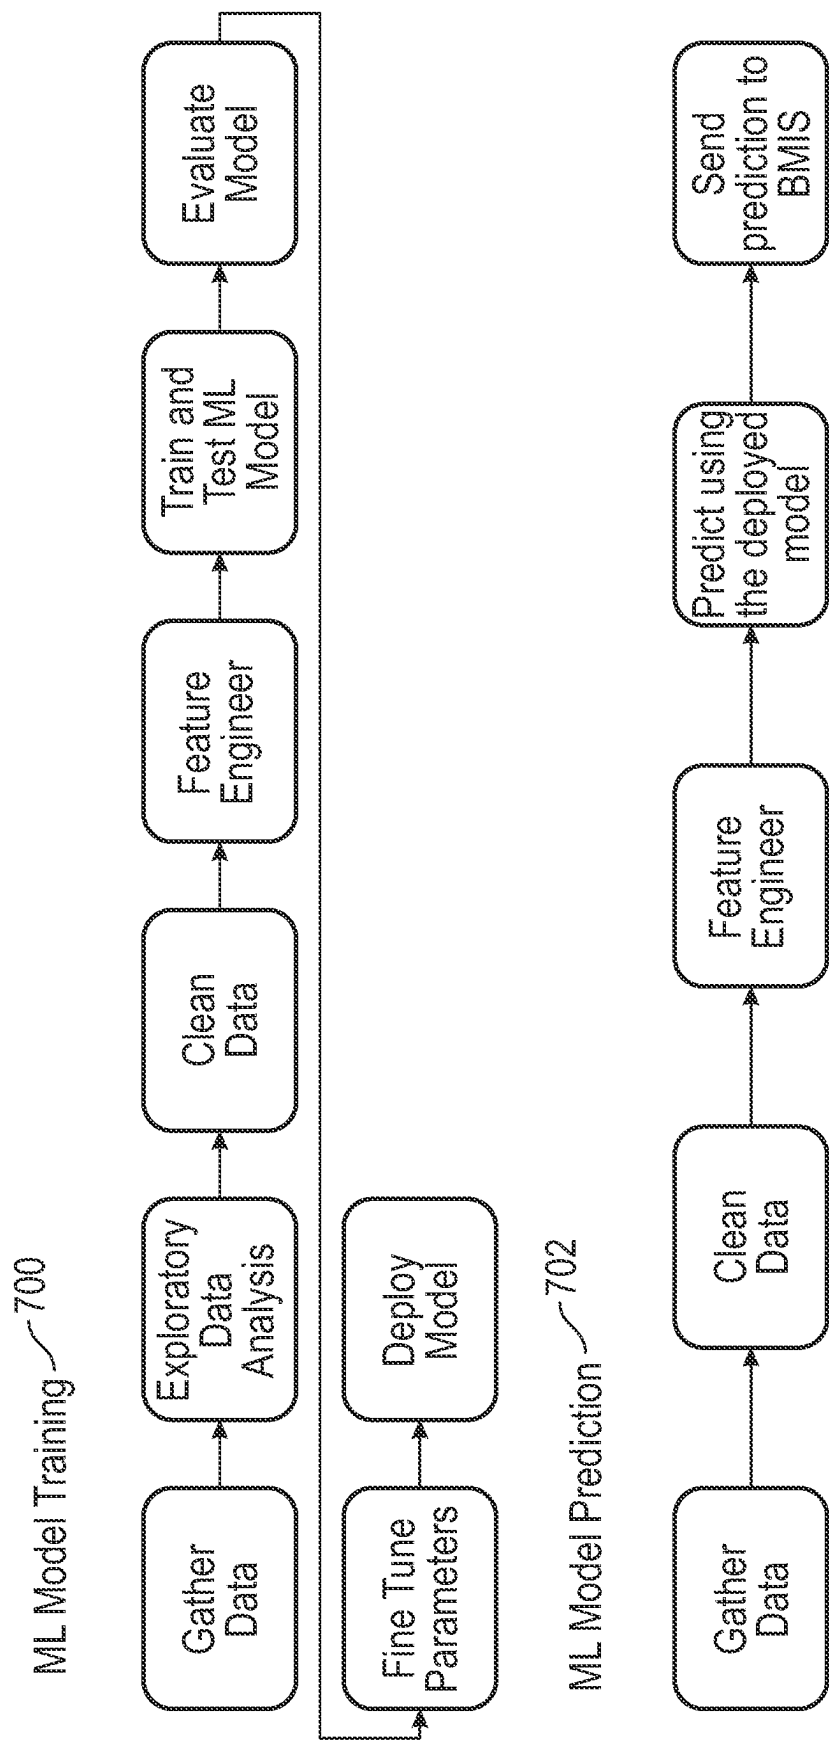 ML Model Training 700
Gather
Data
Exploratory
Data
Analysis
Clean
Data
Feature
Engineer
Train and
Test ML
Model
Evaluate
Model
Fine Tune
Parameters
Deploy
Model
ML Model Prediction 702
Gather
Data
Clean
Data
Feature
Engineer
Predict using
the deployed
model
Send
prediction to
BMIS